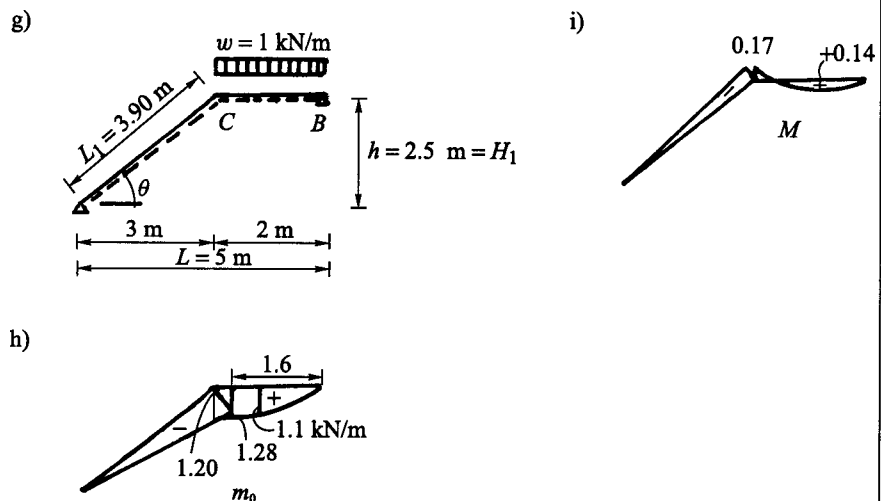 g)
w = 1 kN/m
L₁ = 3.90 m
C
B
h = 2.5 m = H₁
θ
3 m
2 m
L = 5 m
i)
0.17
+0.14
+
−
M
h)
1.6
+
−
1.1 kN/m
1.28
1.20
m₀